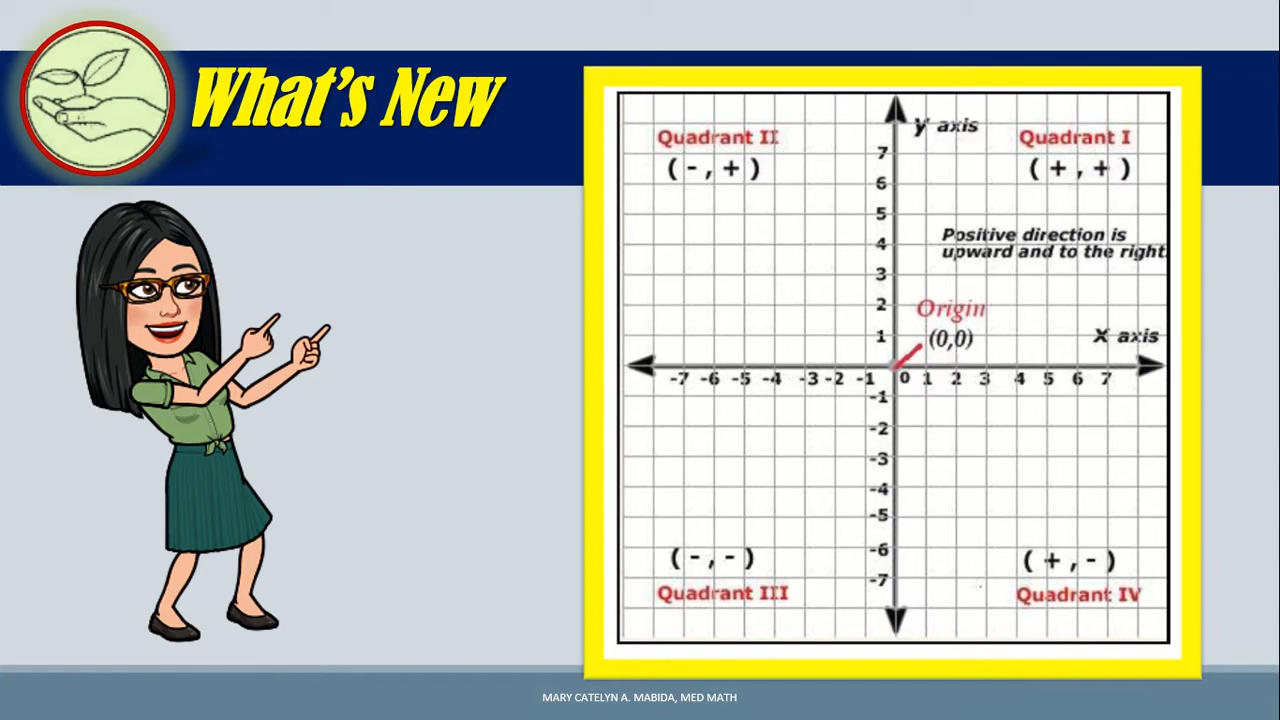 What's New
Quadrant II
( - , + )
y axis
Quadrant I
( + , + )
Positive direction is
upward and to the right.
Origin
(0,0)
X axis
7
6
5
4
3
2
1
-7 -6 -5 -4 -3 -2 -1 0 1 2 3 4 5 6 7
-1
-2
-3
-4
-5
-6
-7
( - , - )
Quadrant III
( + , - )
Quadrant IV
MARY CATELYN A. MABIDA, MED MATH